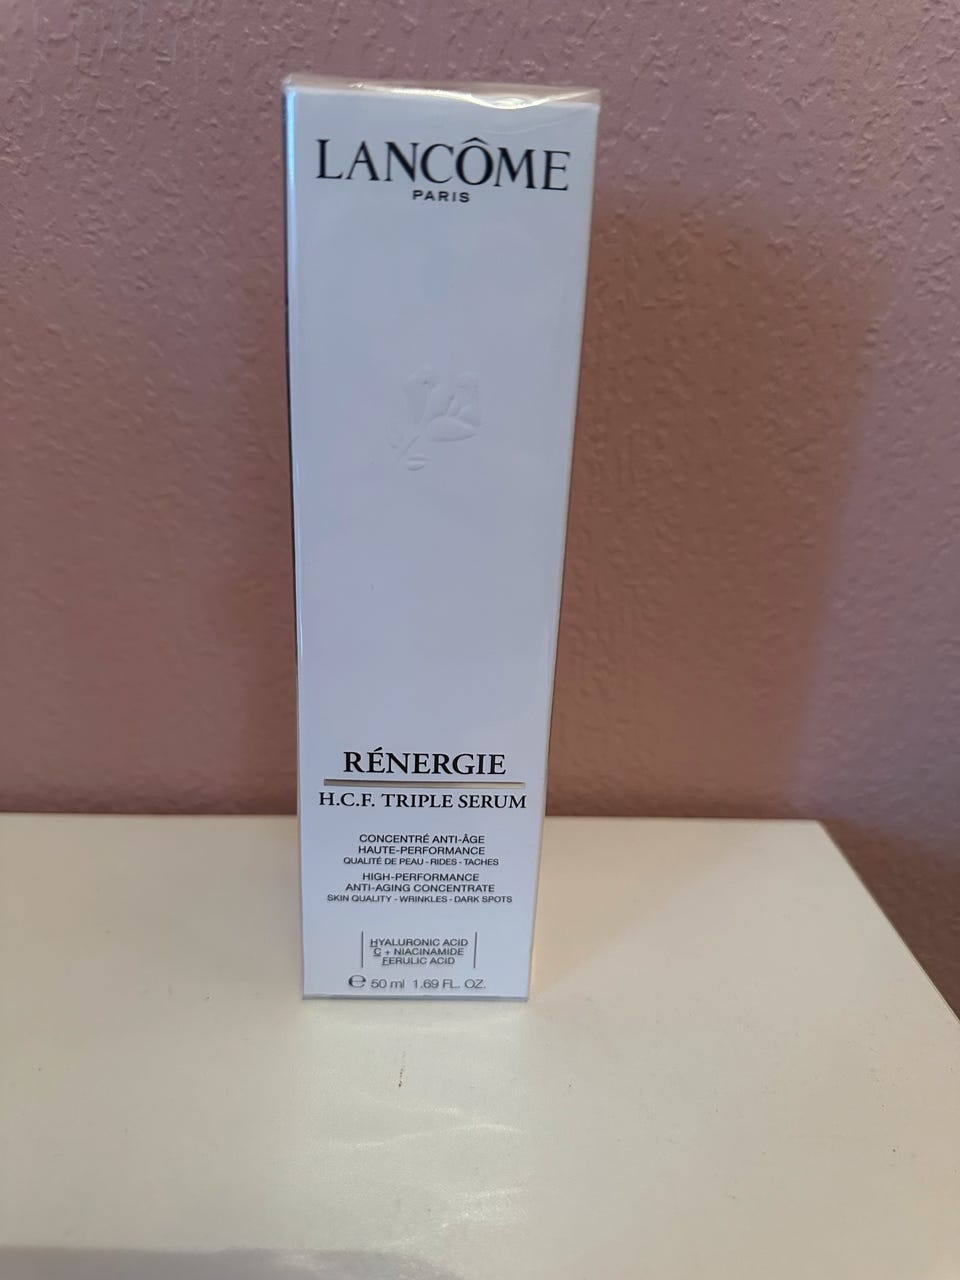 LANCÔME
PARIS
RÉNERGIE
H.C.F. TRIPLE SERUM
CONCENTRÉ ANTI-ÂGE
HAUTE-PERFORMANCE
QUALITÉ DE PEAU - RIDES - TACHES
HIGH-PERFORMANCE
ANTI-AGING CONCENTRATE
SKIN QUALITY - WRINKLES - DARK SPOTS
HYALURONIC ACID
C + NIACINAMIDE
FERULIC ACID
℮ 50 ml 1.69 FL. OZ.